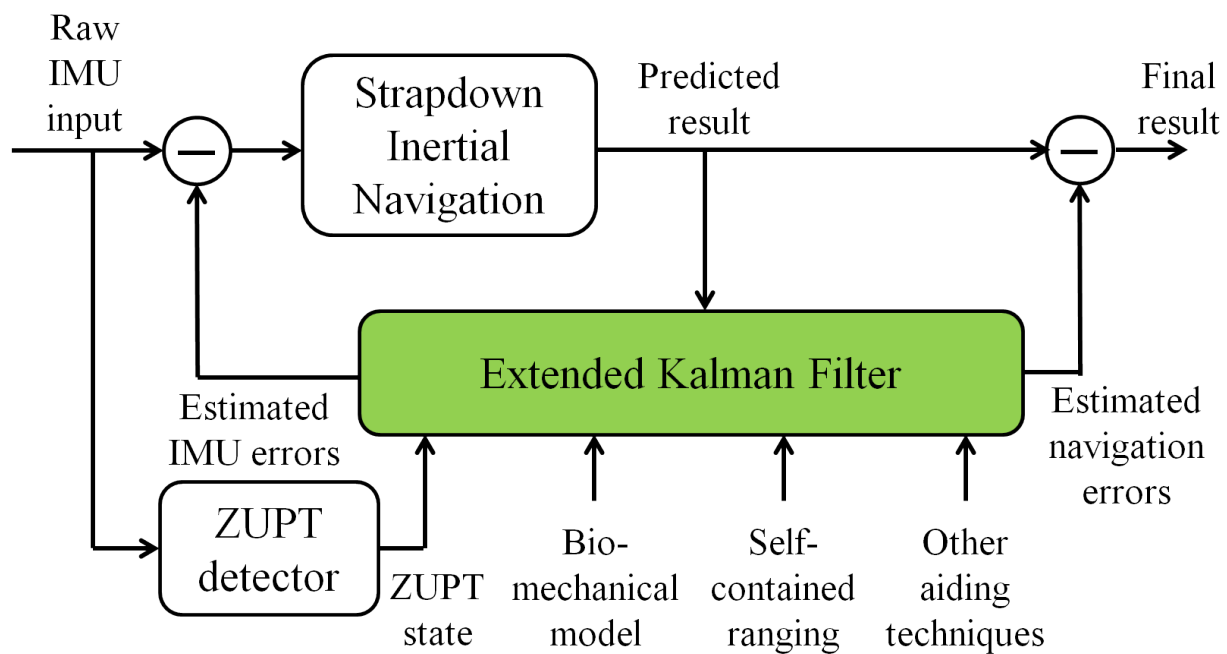 Raw
IMU
input
−
Strapdown
Inertial
Navigation
Predicted
result
−
Final
result
Extended Kalman Filter
Estimated
IMU errors
Estimated
navigation
errors
ZUPT
detector
ZUPT
state
Bio-
mechanical
model
Self-
contained
ranging
Other
aiding
techniques